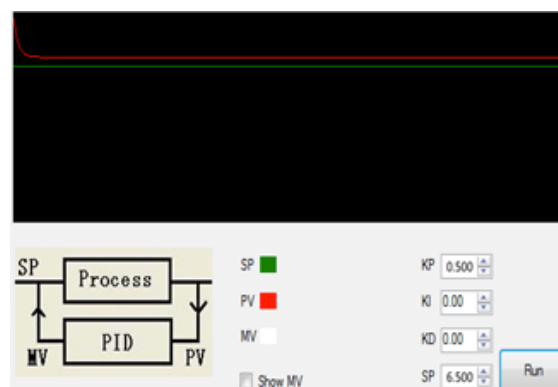 SP
Process
PID
MV
PV
SP
PV
MV
Show MV
KP 0.500
KI 0.00
KD 0.00
SP 6.500
Run